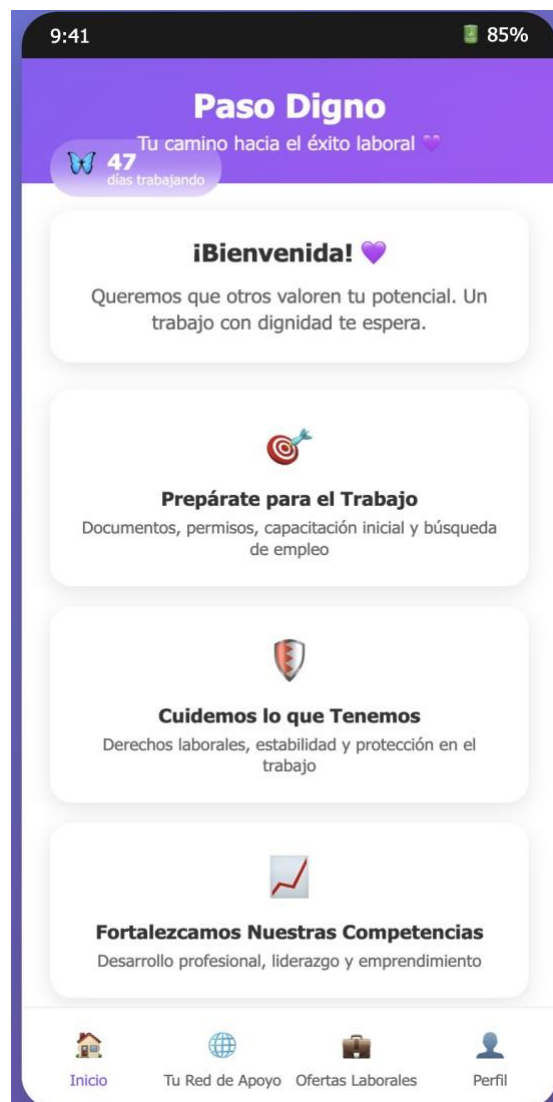 9:41
85%
Paso Digno
Tu camino hacia el éxito laboral
47
días trabajando
¡Bienvenida!
Queremos que otros valoren tu potencial. Un
trabajo con dignidad te espera.
Prepárate para el Trabajo
Documentos, permisos, capacitación inicial y búsqueda
de empleo
Cuidemos lo que Tenemos
Derechos laborales, estabilidad y protección en el
trabajo
Fortalezcamos Nuestras Competencias
Desarrollo profesional, liderazgo y emprendimiento
Inicio
Tu Red de Apoyo
Ofertas Laborales
Perfil